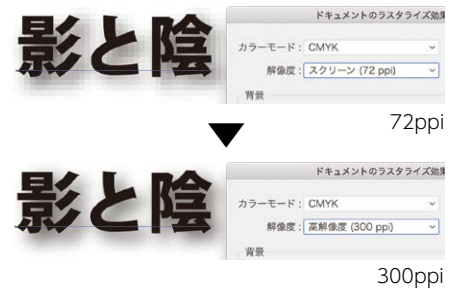 影と陰
ドキュメントのラスタライズ効果
カラーモード： CMYK
解像度： スクリーン (72 ppi)
背景
72ppi
影と陰
ドキュメントのラスタライズ効果
カラーモード： CMYK
解像度： 高解像度 (300 ppi)
背景
300ppi